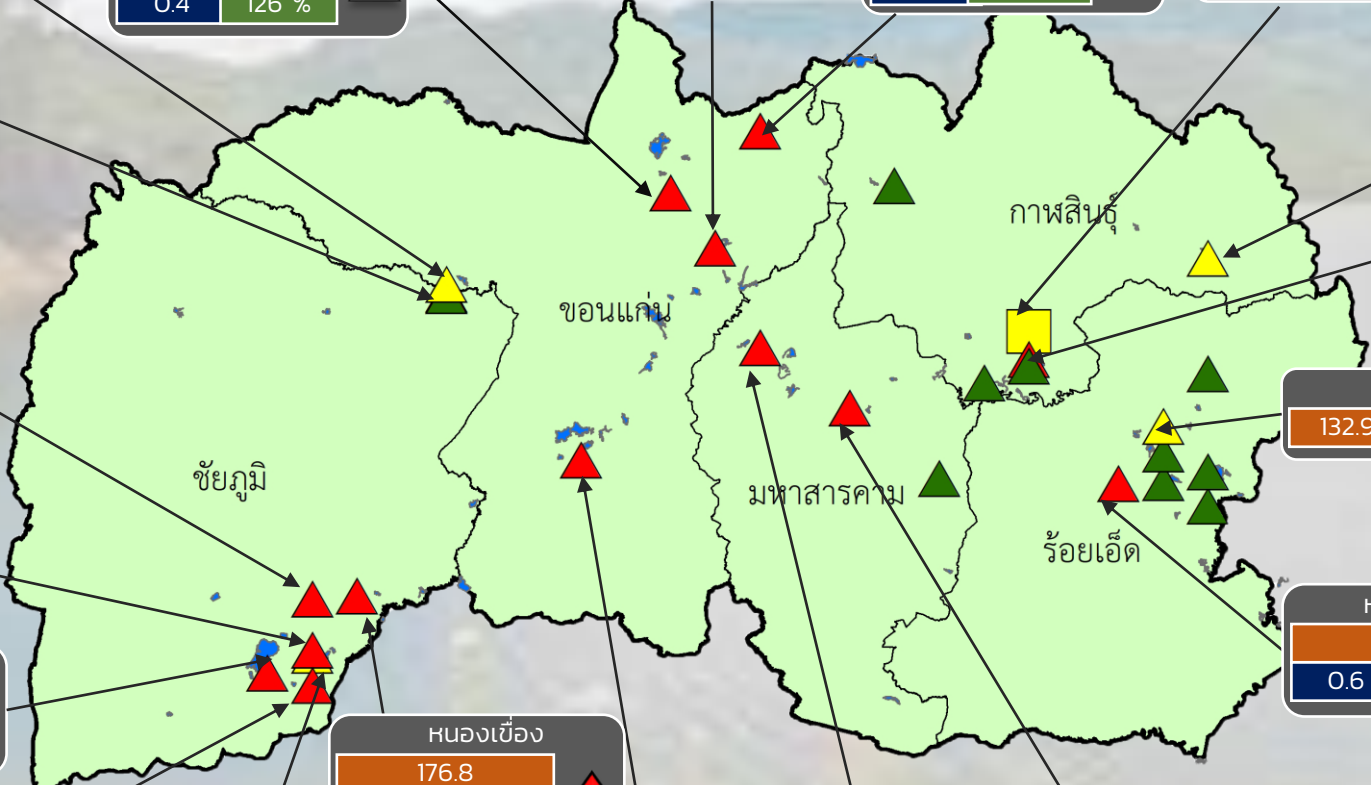 0.4 126 %
กาฬสินธุ์
ขอนแก่น
132.9
ชัยภูมิ
มหาสารคาม
ร้อยเอ็ด
0.6
หนองเขื่อง
176.8